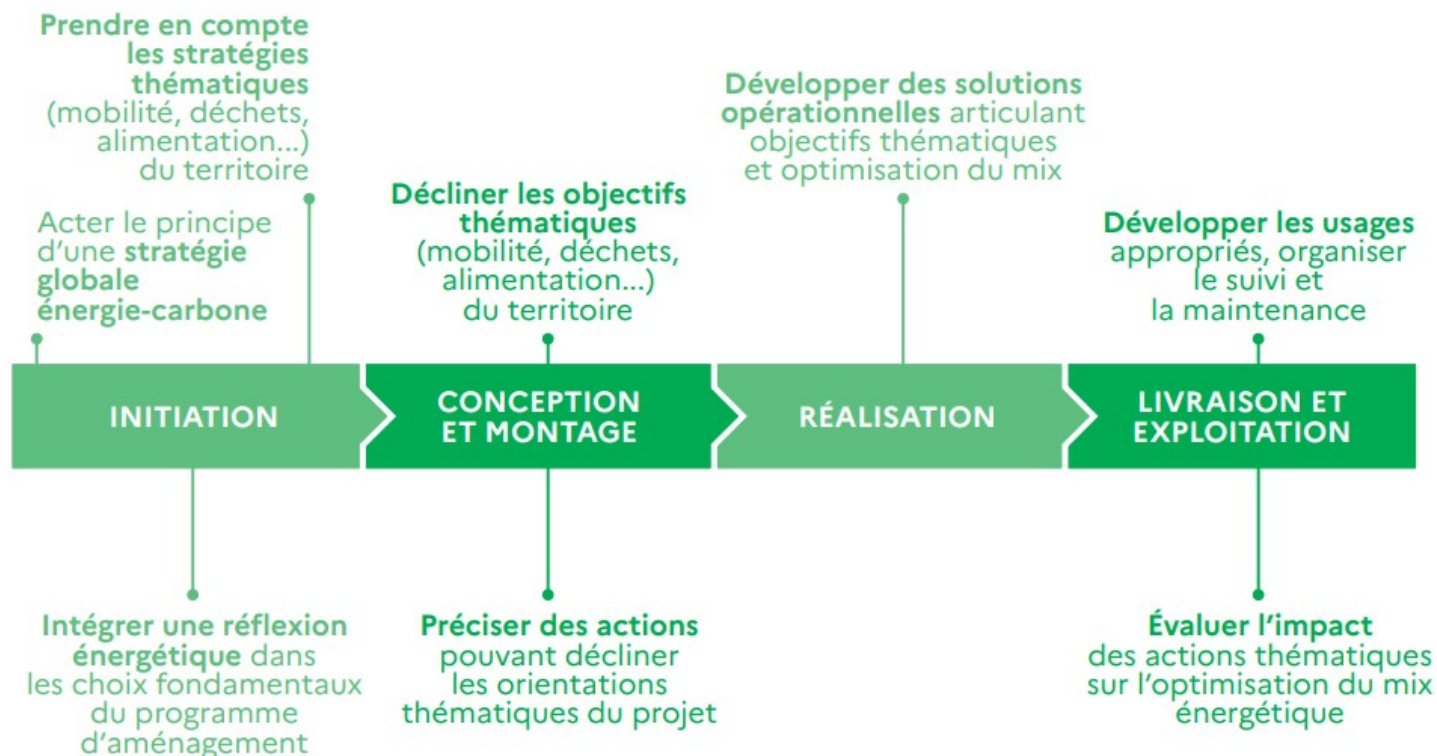 Prendre en compte
les stratégies
thématiques
(mobilité, déchets,
alimentation...)
du territoire
Acter le principe
d'une stratégie
globale
énergie-carbone
Décliner les objectifs
thématiques
(mobilité, déchets,
alimentation...)
du territoire
Développer des solutions
opérationnelles articulant
objectifs thématiques
et optimisation du mix
Développer les usages
appropriés, organiser
le suivi et
la maintenance
INITIATION
CONCEPTION
ET MONTAGE
RÉALISATION
LIVRAISON ET
EXPLOITATION
Intégrer une réflexion
énergétique dans
les choix fondamentaux
du programme
d'aménagement
Préciser des actions
pouvant décliner
les orientations
thématiques du projet
Évaluer l'impact
des actions thématiques
sur l'optimisation du mix
énergétique